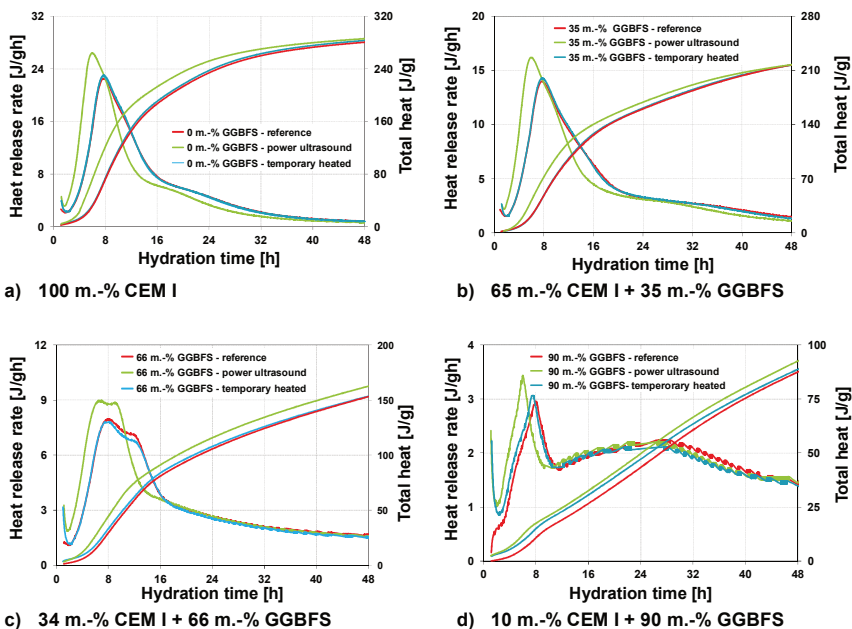 Haet release rate [J/gh]
32
28
24
20
16
12
8
4
0
320
240
160
80
0
Total heat [J/g]
0 m.-% GGBFS - reference
0 m.-% GGBFS - power ultrasound
0 m.-% GGBFS - temporary heated
0 8 16 24 32 40 48
Hydration time [h]
a) 100 m.-% CEM I
Heat release rate [J/gh]
20
15
10
5
0
280
210
140
70
0
Total heat [J/g]
35 m.-% GGBFS - reference
35 m.-% GGBFS - power ultrasound
35 m.-% GGBFS - temporary heated
0 8 16 24 32 40 48
Hydration time [h]
b) 65 m.-% CEM I + 35 m.-% GGBFS
Heat release rate [J/gh]
12
9
6
3
0
200
150
100
50
0
Total heat [J/g]
66 m.-% GGBFS - reference
66 m.-% GGBFS - power ultrasound
66 m.-% GGBFS - temporary heated
0 8 16 24 32 40 48
Hydration time [h]
c) 34 m.-% CEM I + 66 m.-% GGBFS
Heat release rate [J/gh]
4
3
2
1
0
100
75
50
25
0
Total heat [J/g]
90 m.-% GGBFS - reference
90 m.-% GGBFS - power ultrasound
90 m.-% GGBFS- temperorary heated
0 8 16 24 32 40 48
Hydration time [h]
d) 10 m.-% CEM I + 90 m.-% GGBFS